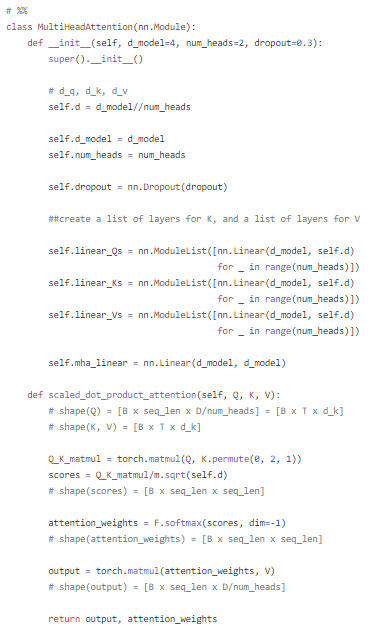 # %%
class MultiHeadAttention(nn.Module):
    def __init__(self, d_model=4, num_heads=2, dropout=0.3):
        super().__init__()

        # d_q, d_k, d_v
        self.d = d_model//num_heads

        self.d_model = d_model
        self.num_heads = num_heads

        self.dropout = nn.Dropout(dropout)

        ##create a list of layers for K, and a list of layers for V

        self.linear_Qs = nn.ModuleList([nn.Linear(d_model, self.d)
                                        for _ in range(num_heads)])
        self.linear_Ks = nn.ModuleList([nn.Linear(d_model, self.d)
                                        for _ in range(num_heads)])
        self.linear_Vs = nn.ModuleList([nn.Linear(d_model, self.d)
                                        for _ in range(num_heads)])

        self.mha_linear = nn.Linear(d_model, d_model)

    def scaled_dot_product_attention(self, Q, K, V):
        # shape(Q) = [B x seq_len x D/num_heads] = [B x T x d_k]
        # shape(K, V) = [B x T x d_k]

        Q_K_matmul = torch.matmul(Q, K.permute(0, 2, 1))
        scores = Q_K_matmul/m.sqrt(self.d)
        # shape(scores) = [B x seq_len x seq_len]

        attention_weights = F.softmax(scores, dim=-1)
        # shape(attention_weights) = [B x seq_len x seq_len]

        output = torch.matmul(attention_weights, V)
        # shape(output) = [B x seq_len x D/num_heads]

        return output, attention_weights